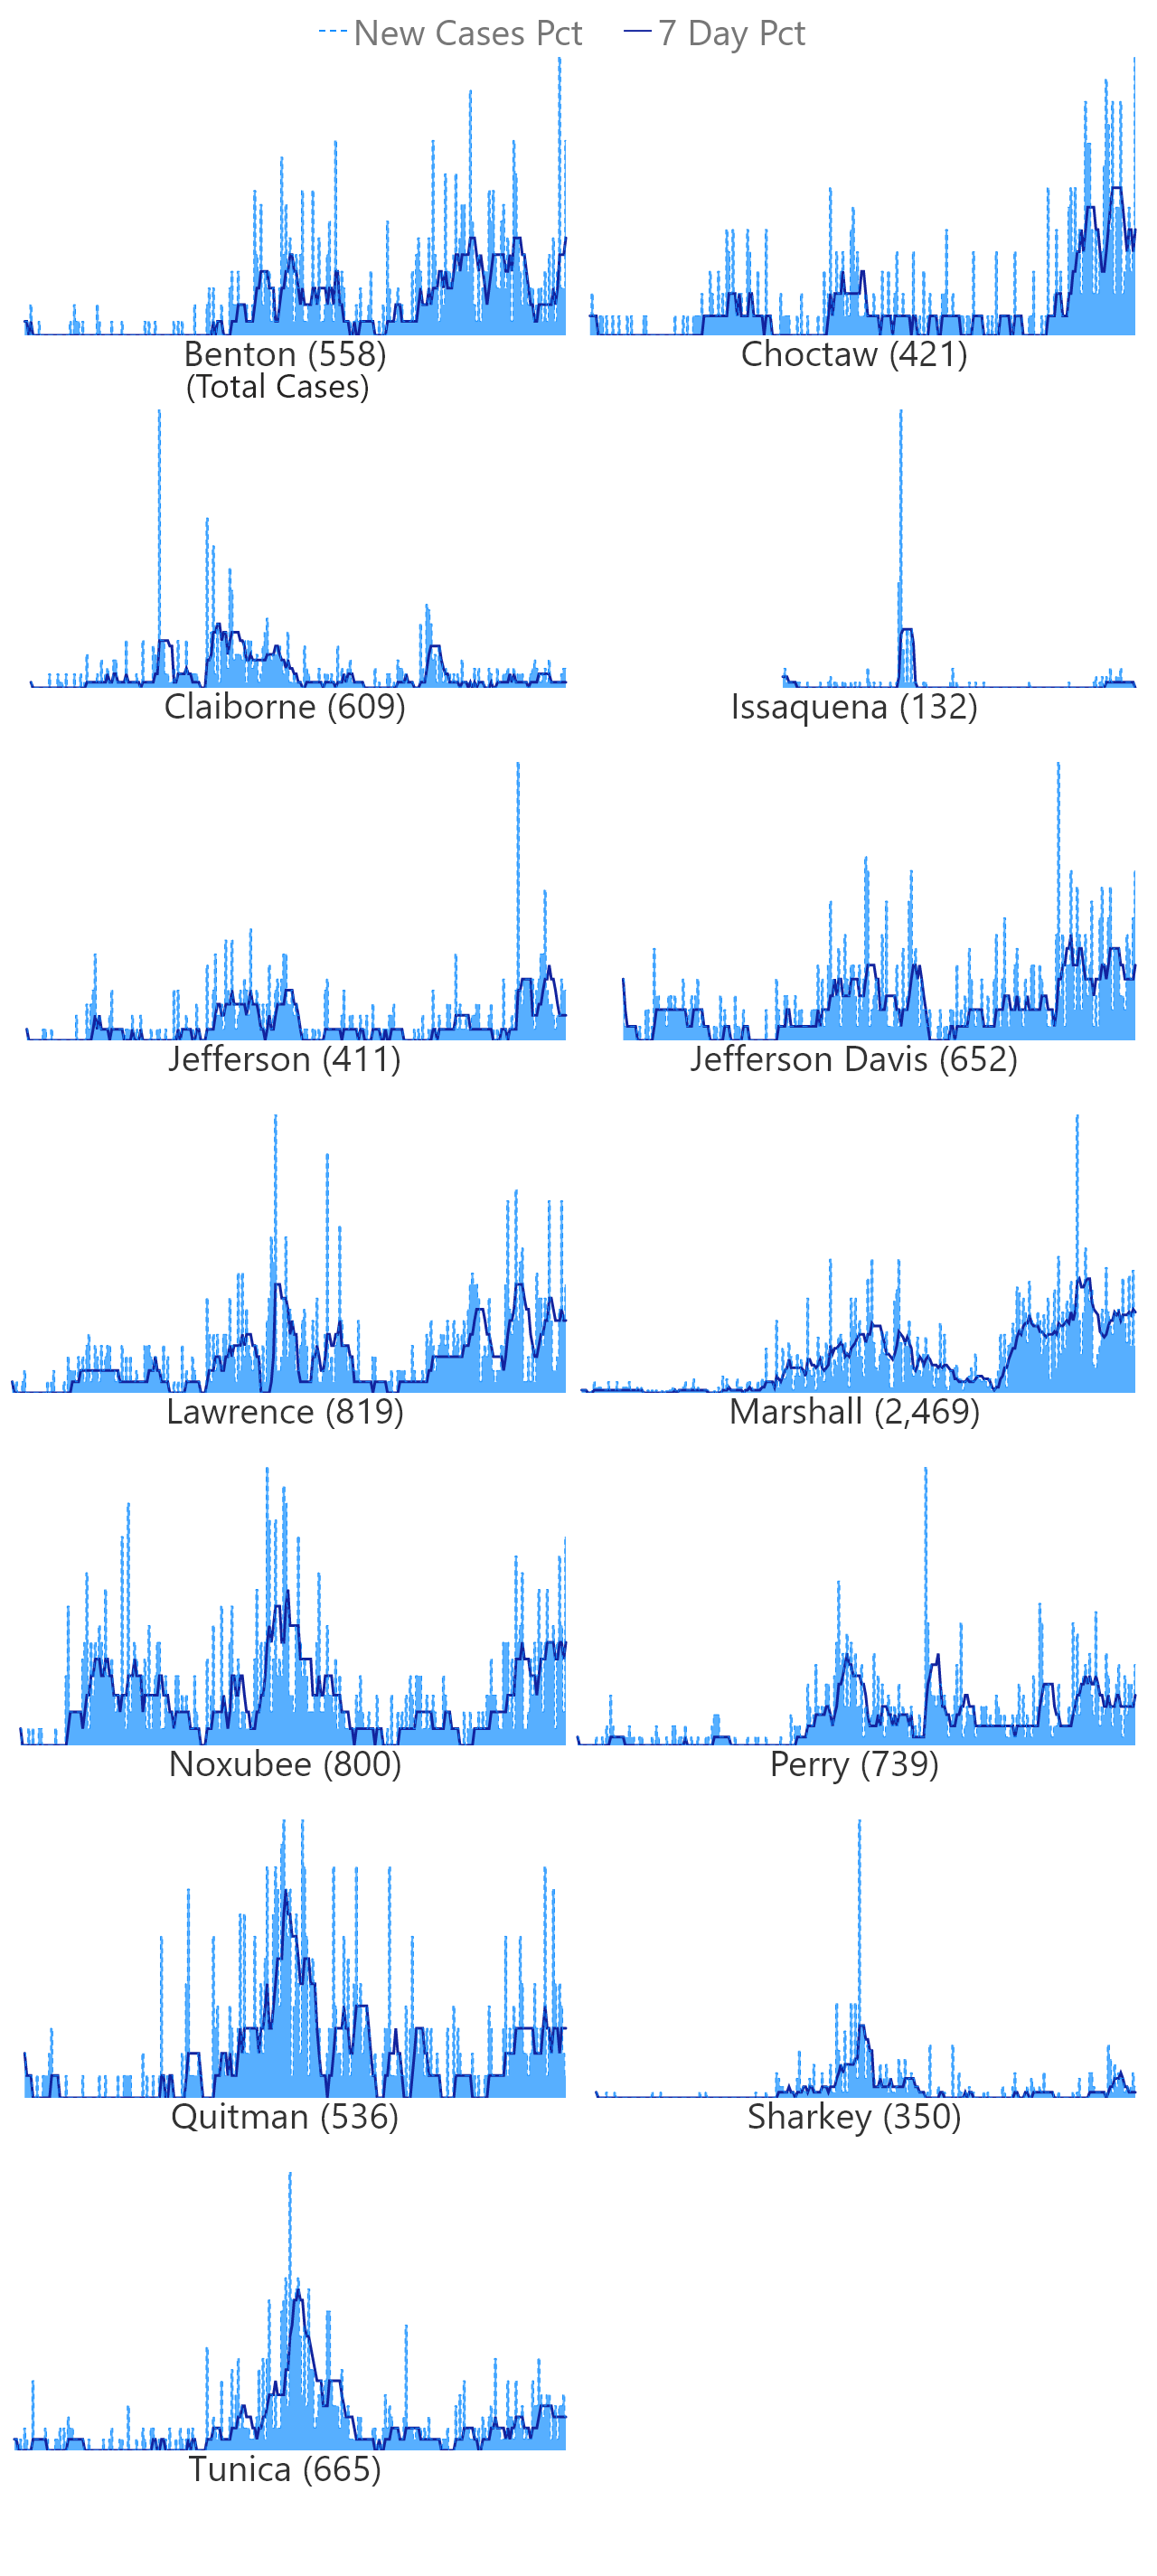 New Cases Pct 7 Day Pct
Benton (558) Choctaw (421)
(Total Cases)
Claiborne (609) Issaquena (132)
Jefferson (411) Jefferson Davis (652)
Lawrence (819) Marshall (2,469)
Noxubee (800) Perry (739)
Quitman (536) Sharkey (350)
Tunica (665)